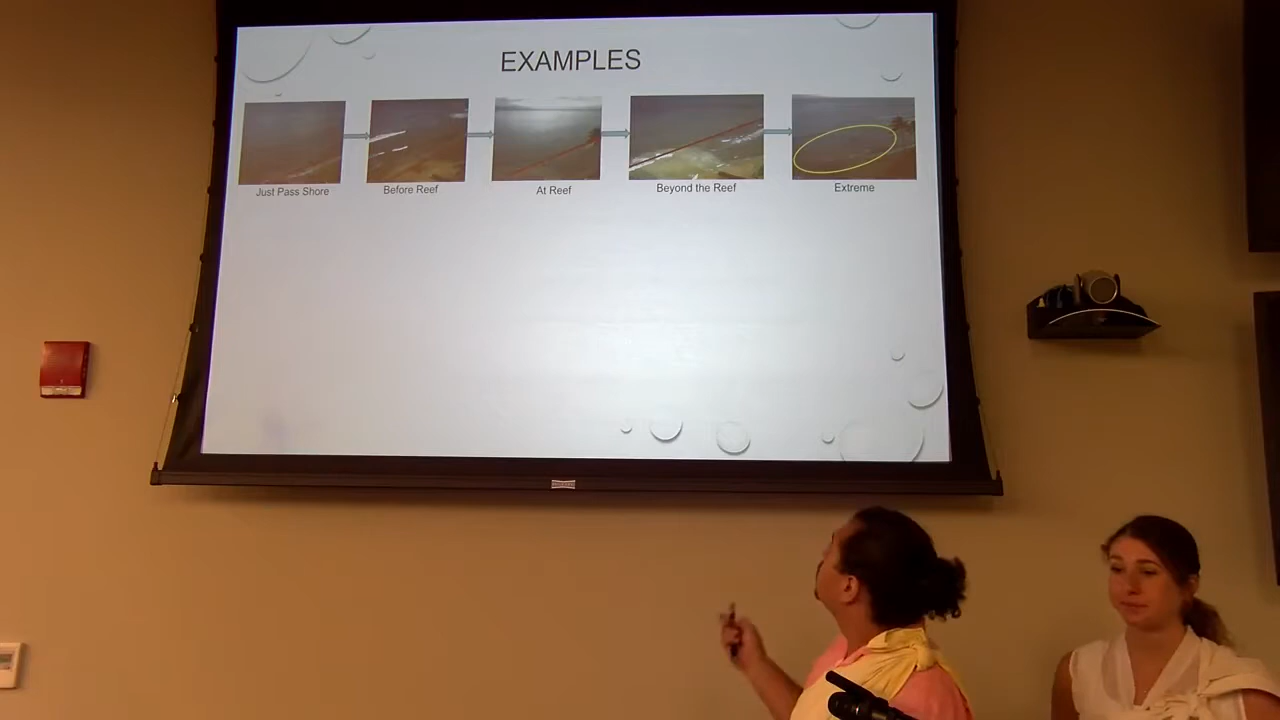 EXAMPLES
Just Pass Shore
Before Reef
At Reef
Beyond the Reef
Extreme